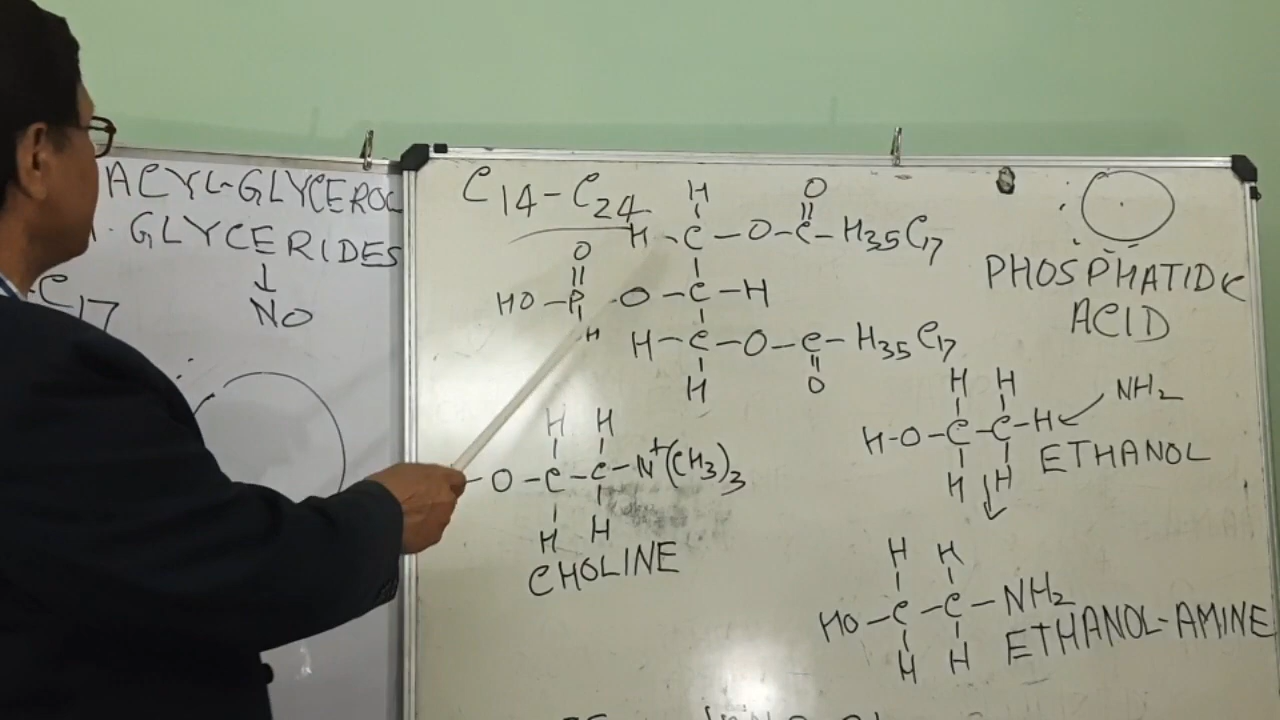 ACYL-GLYCEROL
GLYCERIDES
↓
NO
C17
C14-C24
H
O
H-C-O-C-H35C17
O
HO-P-O-C-H
H
H-C-O-C-H35C17
H
O
PHOSPHATIDIC
ACID
H H
-O-C-C-N+(CH3)3
H H
CHOLINE
H H
NH2
H-O-C-C-H
ETHANOL
H H
H H
HO-C-C-NH2
H H
ETHANOL-AMINE